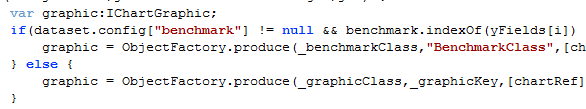 var graphic:IChartGraphic;
if(dataset.config["benchmark"] != null && benchmark.indexOf(yFields[i])
graphic = ObjectFactory.produce(_benchmarkClass,"BenchmarkClass",[ch
} else {
graphic = ObjectFactory.produce(_graphicClass,_graphicKey,[chartRef]
}